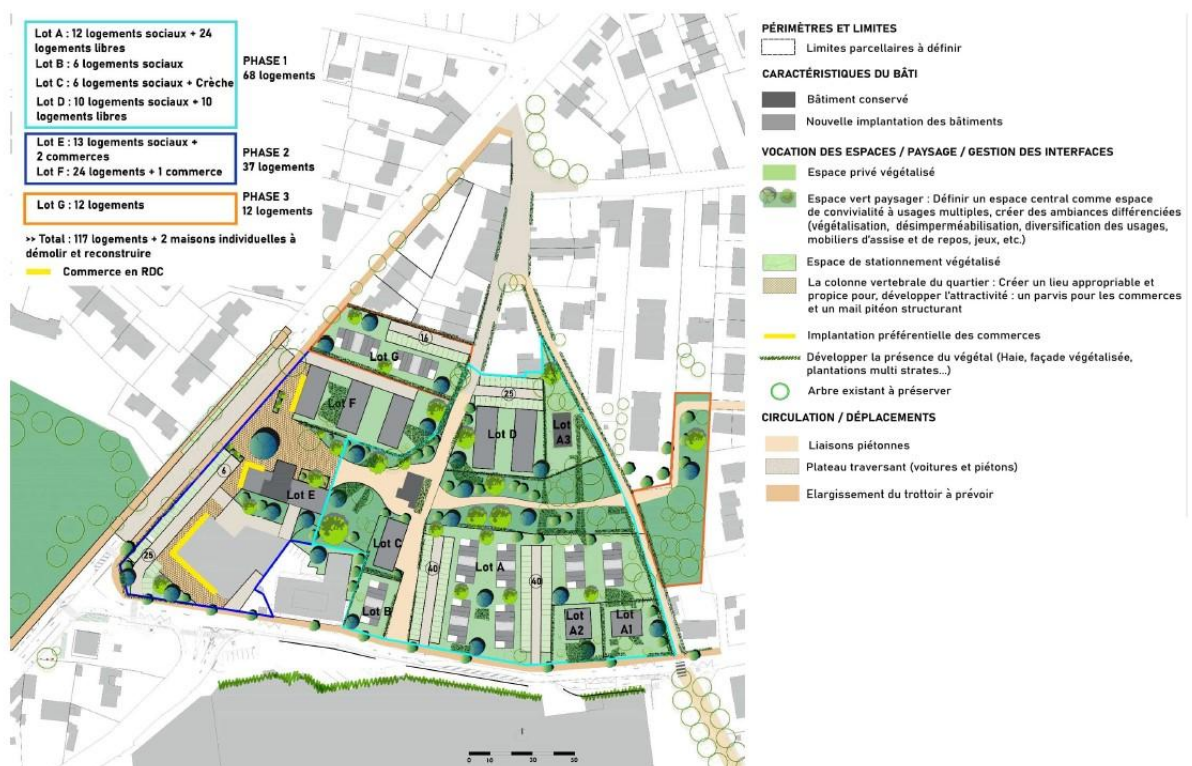 Lot A : 12 logements sociaux + 24
logements libres
Lot B : 6 logements sociaux
Lot C : 6 logements sociaux + Crèche
Lot D : 10 logements sociaux + 10
logements libres
PHASE 1
68 logements
Lot E : 13 logements sociaux +
2 commerces
Lot F : 24 logements + 1 commerce
PHASE 2
37 logements
Lot G : 12 logements
PHASE 3
12 logements
>> Total : 117 logements + 2 maisons individuelles à
démolir et reconstruire
Commerce en RDC
16
Lot G
Lot F
25
Lot D
Lot
A3
6
Lot E
Lot C
25
40
Lot A
40
Lot B
Lot
A2
Lot
A1
0 10 30 50
PÉRIMÈTRES ET LIMITES
Limites parcellaires à définir
CARACTÉRISTIQUES DU BÂTI
Bâtiment conservé
Nouvelle implantation des bâtiments
VOCATION DES ESPACES / PAYSAGE / GESTION DES INTERFACES
Espace privé végétalisé
Espace vert paysager : Définir un espace central comme espace
de convivialité à usages multiples, créer des ambiances différenciées
(végétalisation, désimperméabilisation, diversification des usages,
mobiliers d'assise et de repos, jeux, etc.)
Espace de stationnement végétalisé
La colonne vertebrale du quartier : Créer un lieu appropriable et
propice pour, développer l'attractivité : un parvis pour les commerces
et un mail pitéon structurant
Implantation préférentielle des commerces
Développer la présence du végétal (Haie, façade végétalisée,
plantations multi strates...)
Arbre existant à préserver
CIRCULATION / DÉPLACEMENTS
Liaisons piétonnes
Plateau traversant (voitures et piétons)
Elargissement du trottoir à prévoir